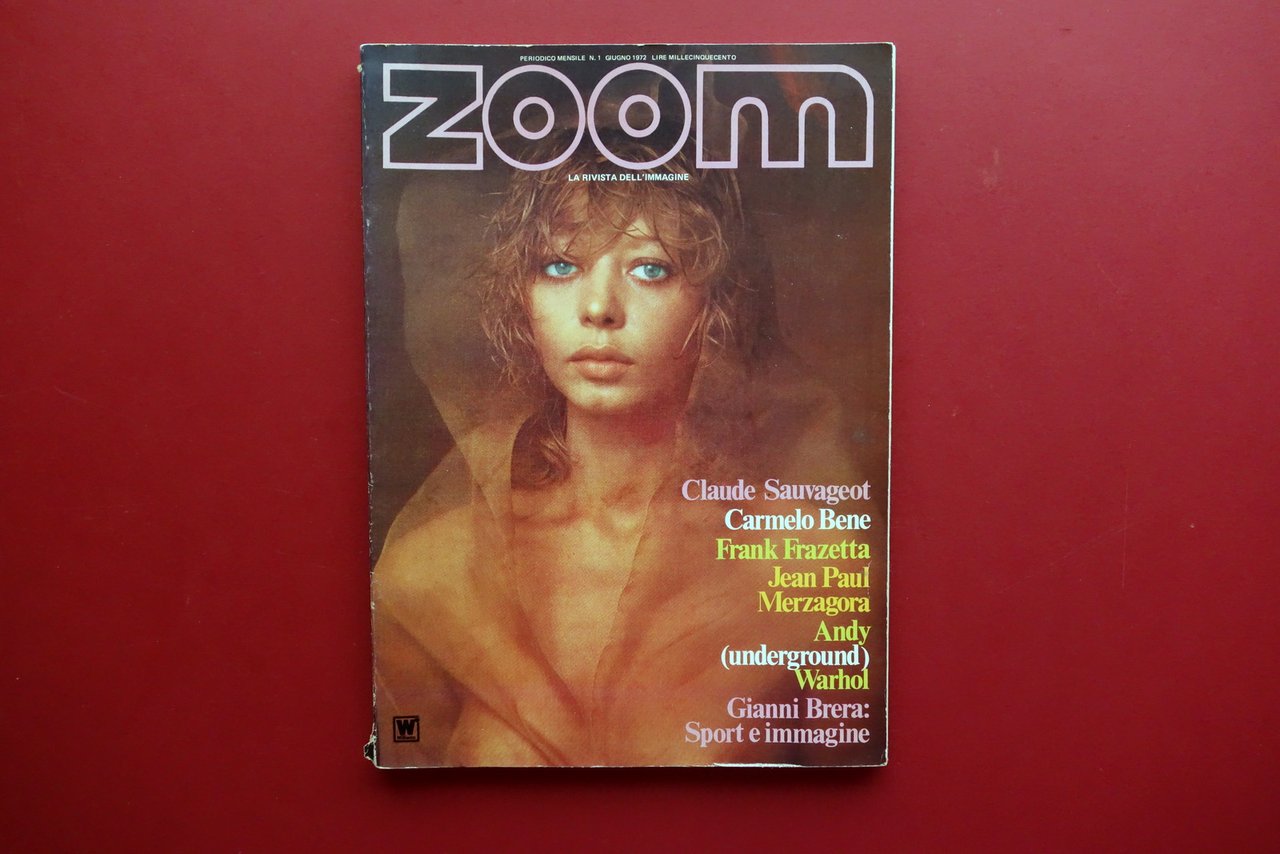 PERIODICO MENSILE N. 1 GIUGNO 1972 LIRE MILLECINQUECENTO
zoom
LA RIVISTA DELL'IMMAGINE
Claude Sauvageot
Carmelo Bene
Frank Frazetta
Jean Paul
Merzagora
Andy
(underground)
Warhol
Gianni Brera:
Sport e immagine
W